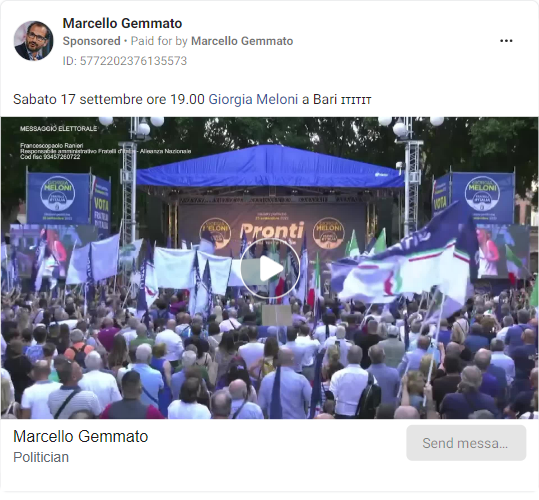 Marcello Gemmato
Sponsored • Paid for by Marcello Gemmato
ID: 5772202376135573
Sabato 17 settembre ore 19.00 Giorgia Meloni a Bari ɪᴛɪᴛɪᴛ
MESSAGGIO ELETTORALE
Francescopaolo Ranieri
Responsabile amministrativo Fratelli d'Italia - Alleanza Nazionale
Cod fisc 93457260722
MELONI
VOTA
MELONI
VOTA
Pronti
Marcello Gemmato
Politician
Send messa...